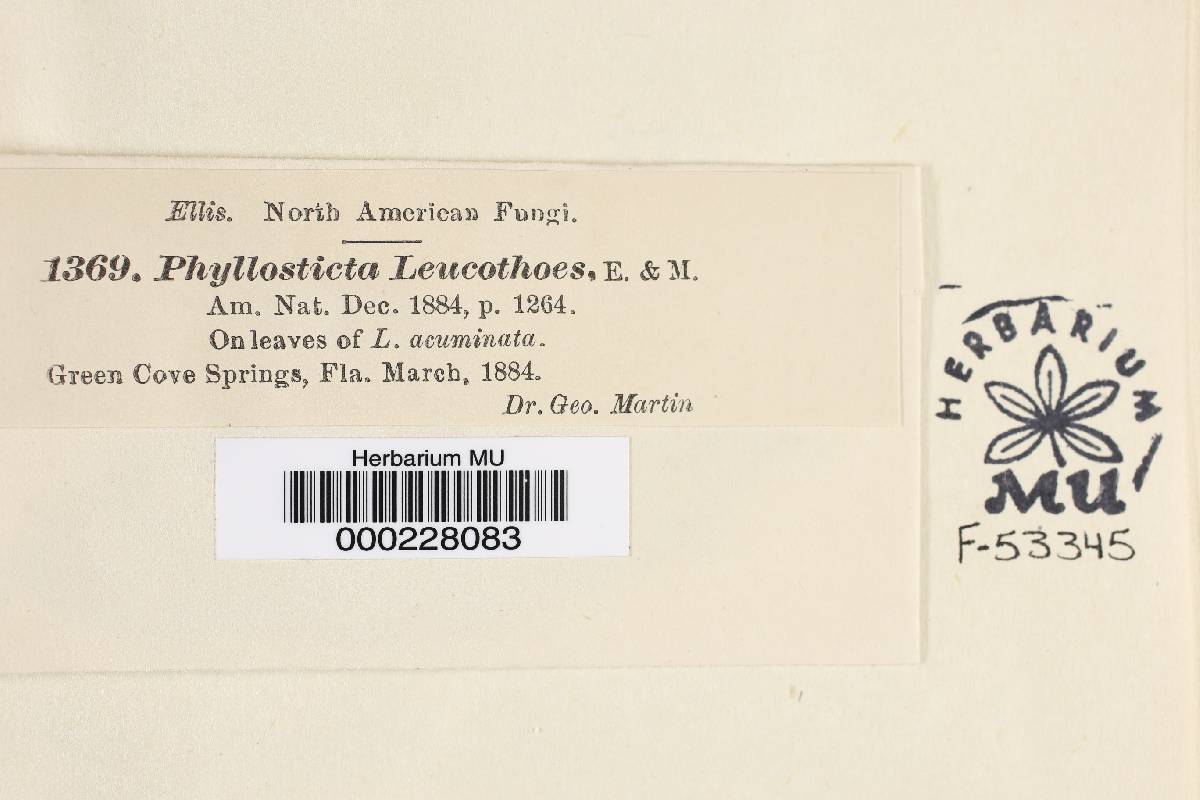 Ellis. North American Fungi.
1369. Phyllosticta Leucothoes, E. & M.
Am. Nat. Dec. 1884, p. 1264.
On leaves of L. acuminata.
Green Cove Springs, Fla. March, 1884.
Dr. Geo. Martin
Herbarium MU
000228083
HERBARIUM
MU
F-53345